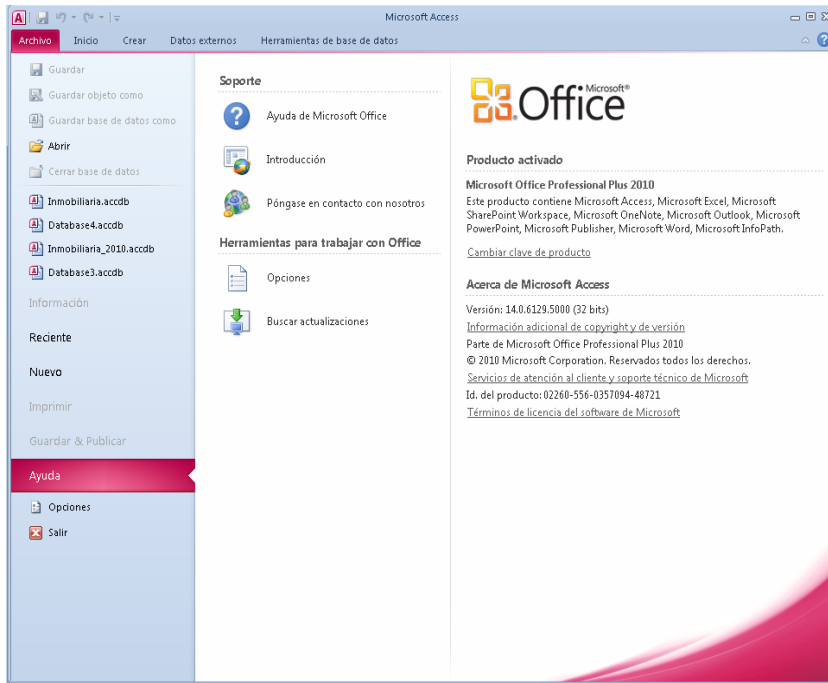 Microsoft Access
Archivo Inicio Crear Datos externos Herramientas de base de datos
Guardar
Guardar objeto como
Guardar base de datos como
Abrir
Cerrar base de datos
Inmobiliaria.accdb
Database4.accdb
Inmobiliaria_2010.accdb
Database3.accdb
Información
Reciente
Nuevo
Imprimir
Guardar & Publicar
Ayuda
Opciones
Salir
Soporte
Ayuda de Microsoft Office
Introducción
Póngase en contacto con nosotros
Herramientas para trabajar con Office
Opciones
Buscar actualizaciones
Microsoft®
Office
Producto activado
Microsoft Office Professional Plus 2010
Este producto contiene Microsoft Access, Microsoft Excel, Microsoft
SharePoint Workspace, Microsoft OneNote, Microsoft Outlook, Microsoft
PowerPoint, Microsoft Publisher, Microsoft Word, Microsoft InfoPath.
Cambiar clave de producto
Acerca de Microsoft Access
Versión: 14.0.6129.5000 (32 bits)
Información adicional de copyright y de versión
Parte de Microsoft Office Professional Plus 2010
© 2010 Microsoft Corporation. Reservados todos los derechos.
Servicios de atención al cliente y soporte técnico de Microsoft
Id. del producto: 02260-556-0357094-48721
Términos de licencia del software de Microsoft